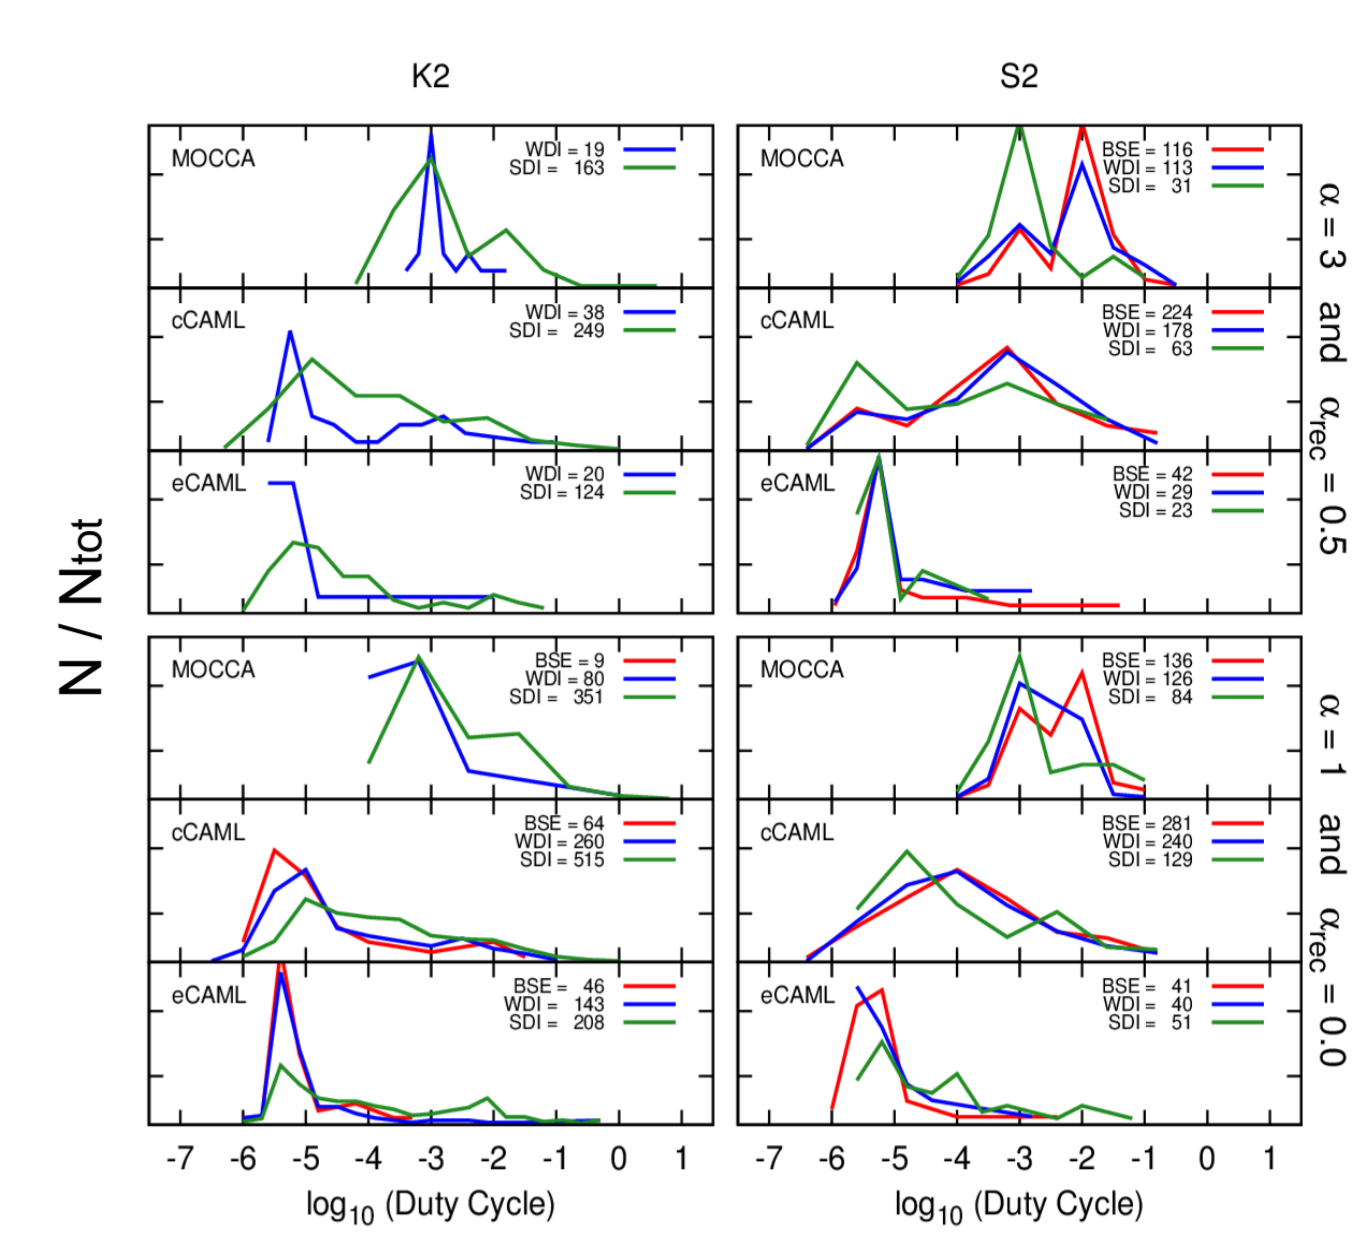 K2
S2
MOCCA
WDI = 19
SDI = 163
MOCCA
BSE = 116
WDI = 113
SDI = 31
cCAML
WDI = 38
SDI = 249
cCAML
BSE = 224
WDI = 178
SDI = 63
eCAML
WDI = 20
SDI = 124
eCAML
BSE = 42
WDI = 29
SDI = 23
α = 3 and αrec = 0.5
N / Ntot
MOCCA
BSE = 9
WDI = 80
SDI = 351
MOCCA
BSE = 136
WDI = 126
SDI = 84
cCAML
BSE = 64
WDI = 260
SDI = 515
cCAML
BSE = 281
WDI = 240
SDI = 129
eCAML
BSE = 46
WDI = 143
SDI = 208
eCAML
BSE = 41
WDI = 40
SDI = 51
α = 1 and αrec = 0.0
-7 -6 -5 -4 -3 -2 -1 0 1
-7 -6 -5 -4 -3 -2 -1 0 1
log10 (Duty Cycle)
log10 (Duty Cycle)